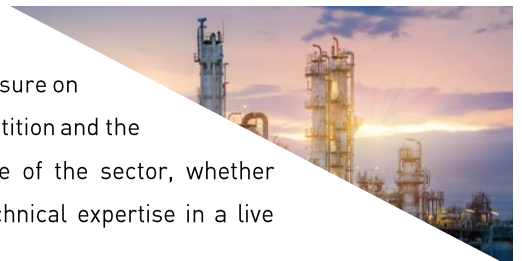 sure on
tition and the
e of the sector, whether
chnical expertise in a live